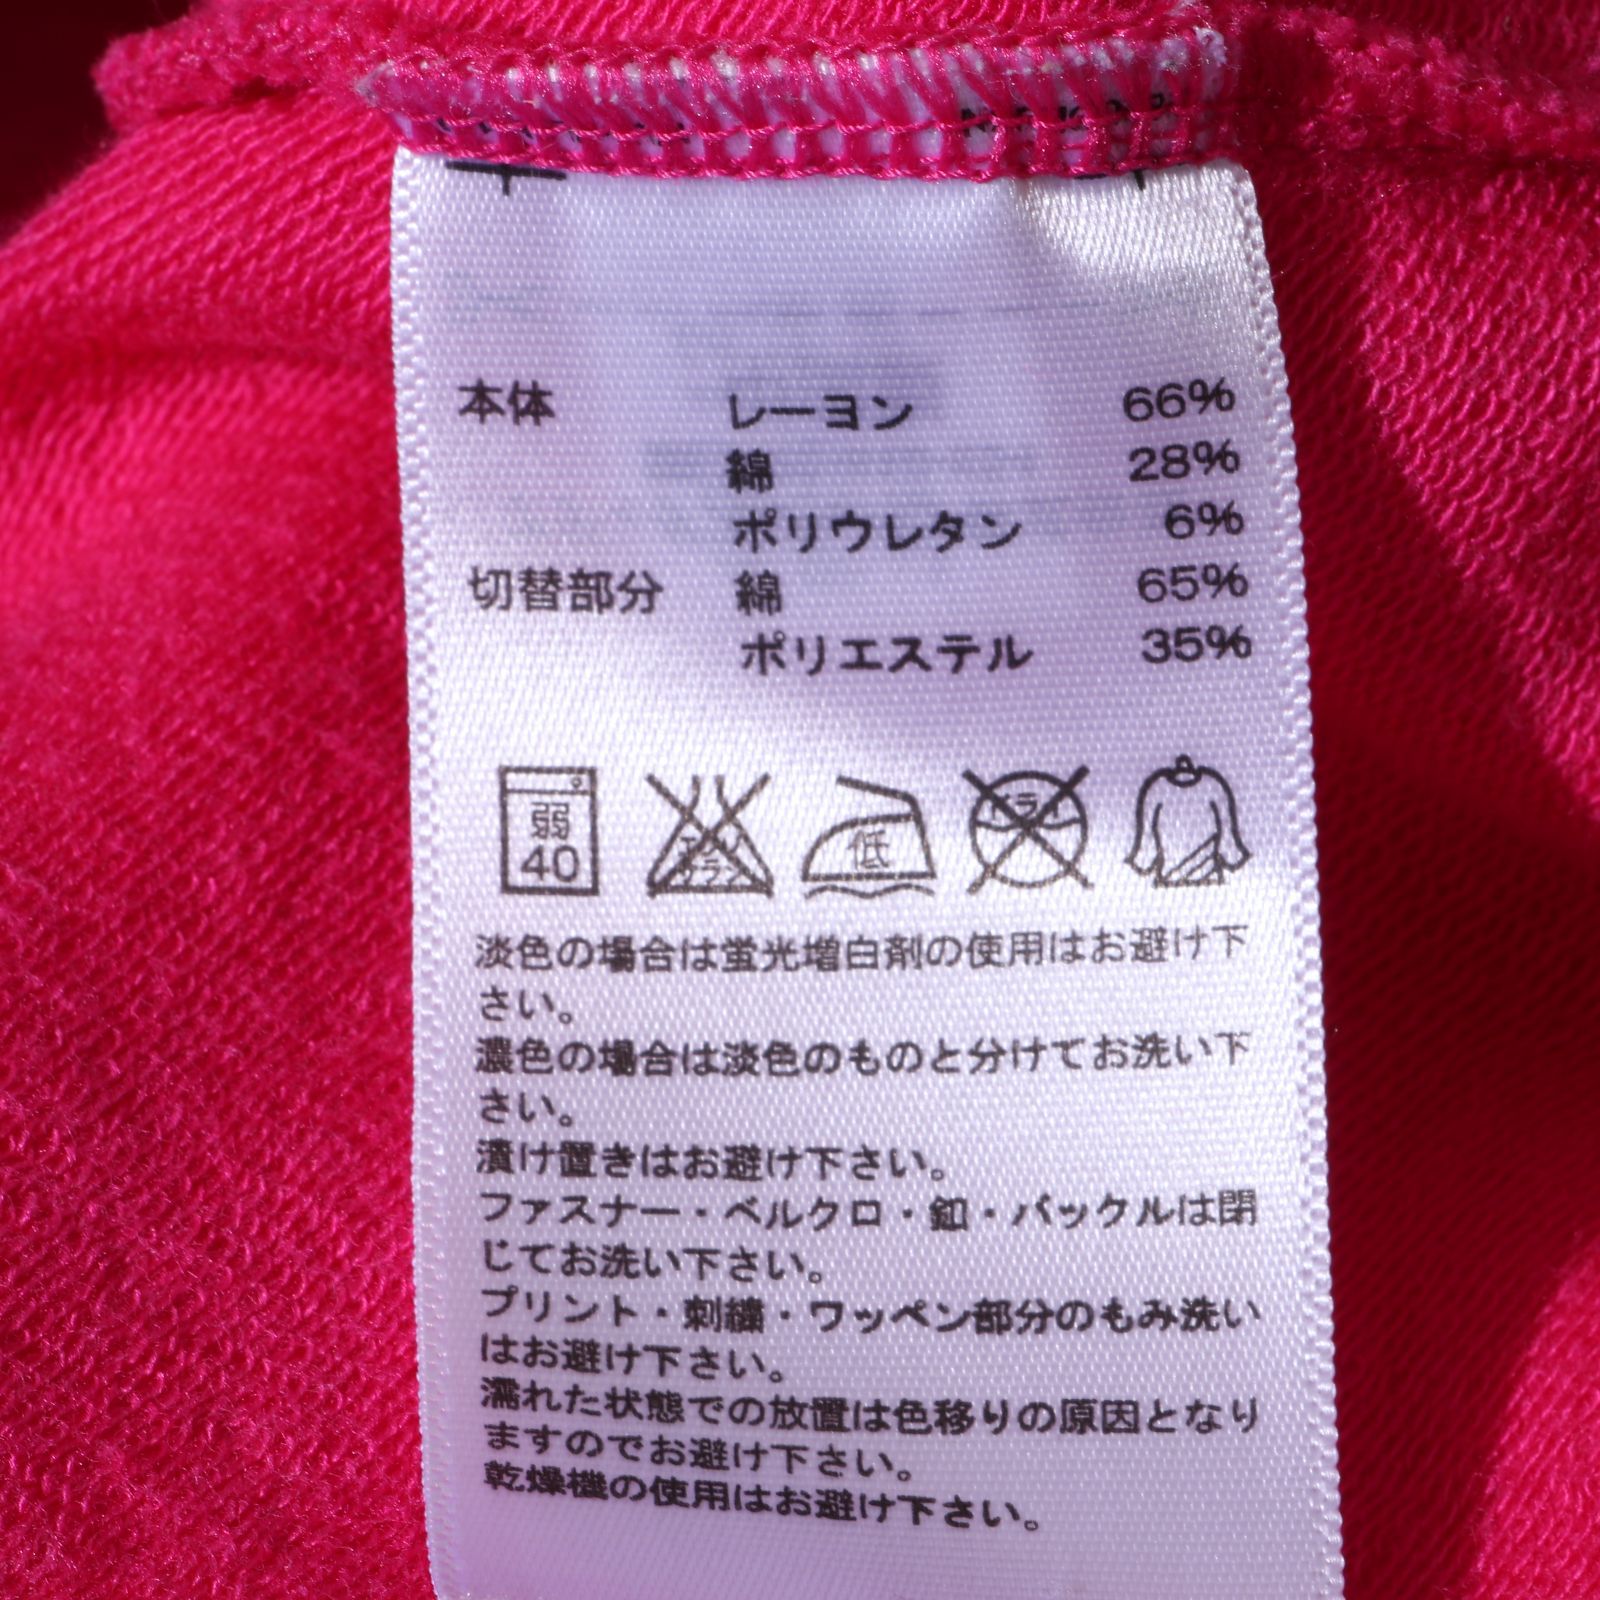 本体 レーヨン 66%
綿 28%
ポリウレタン 6%
切替部分 綿 65%
ポリエステル 35%
弱
40
エンソ
サラシ
低
ドライ
淡色の場合は蛍光増白剤の使用はお避け下
さい。
濃色の場合は淡色のものと分けてお洗い下
さい。
漬け置きはお避け下さい。
ファスナー・ベルクロ・釦・バックルは閉
じてお洗い下さい。
プリント・刺繍・ワッペン部分のもみ洗い
はお避け下さい。
濡れた状態での放置は色移りの原因となり
ますのでお避け下さい。
乾燥機の使用はお避け下さい。